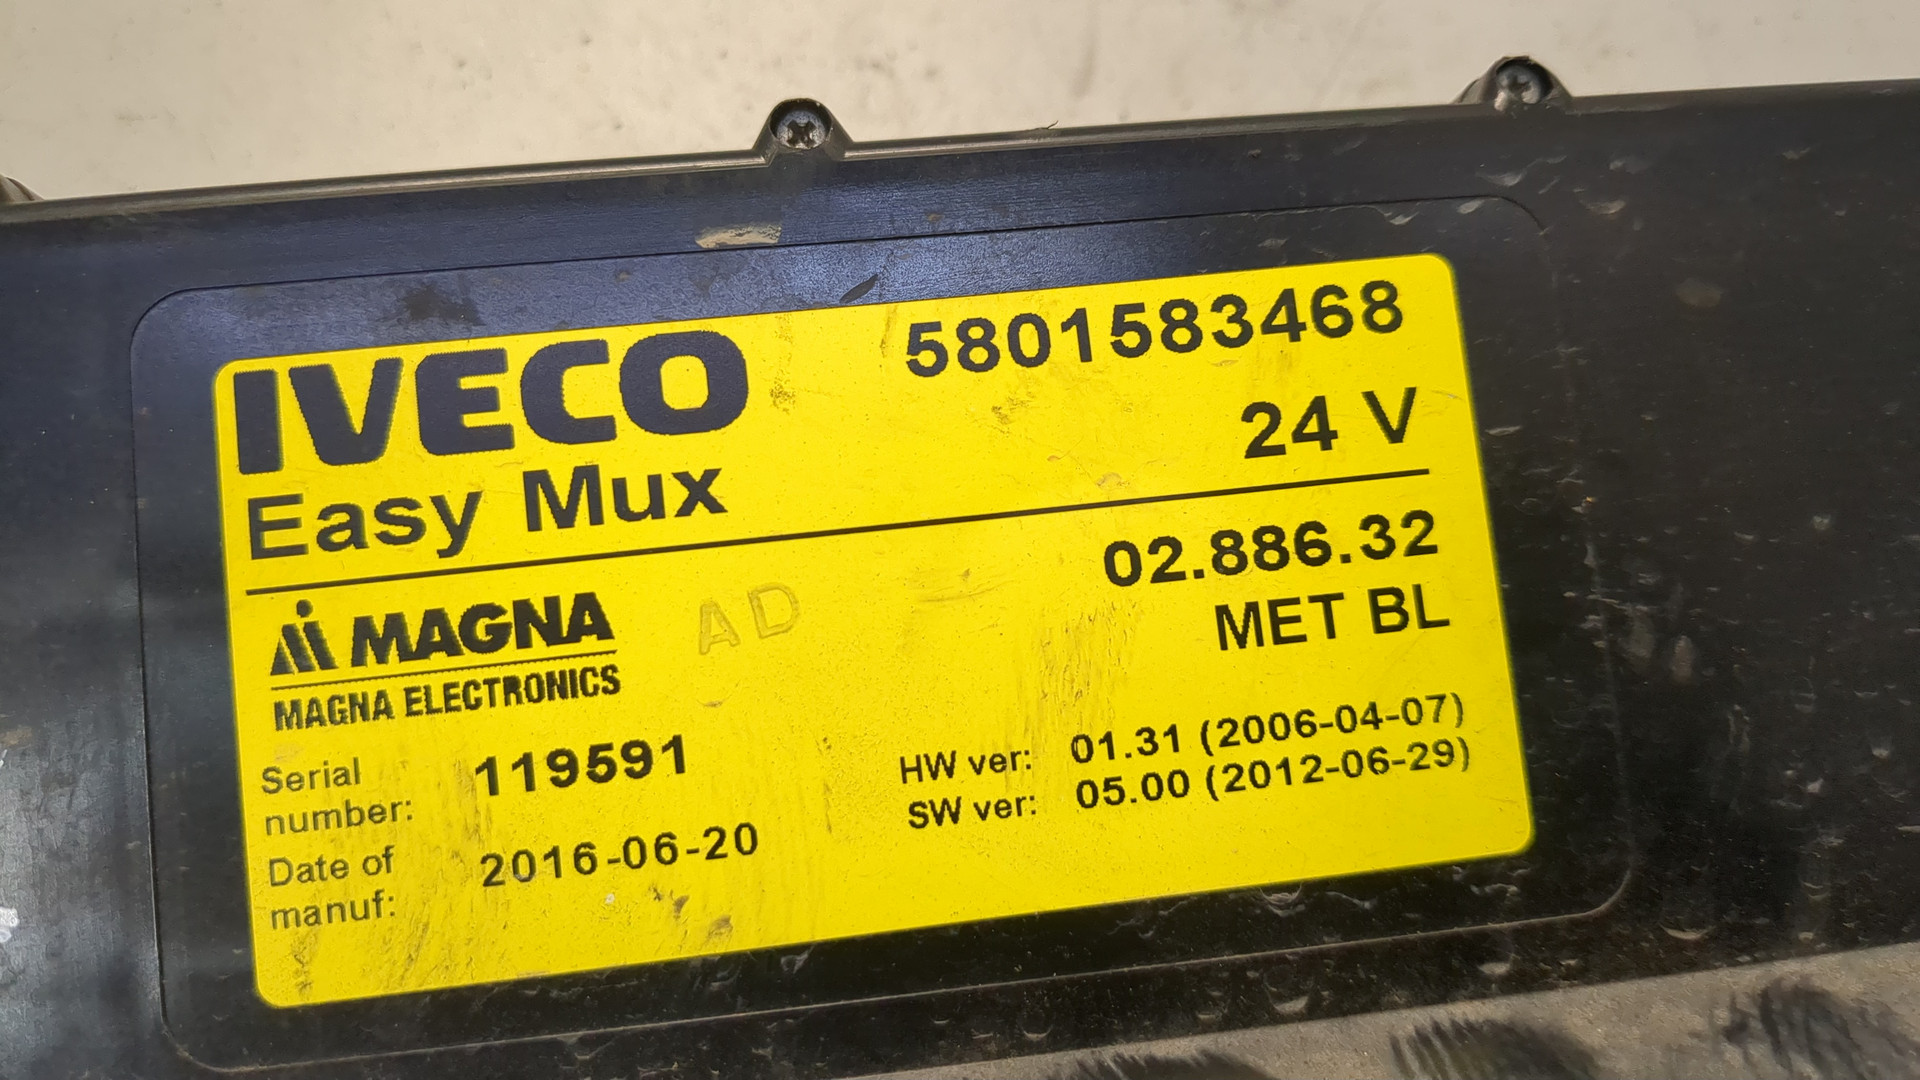 IVECO 5801583468
Easy Mux 24 V
MAGNA 02.886.32
MAGNA ELECTRONICS MET BL
AD
Serial number: 119591
HW ver: 01.31 (2006-04-07)
SW ver: 05.00 (2012-06-29)
Date of manuf: 2016-06-20